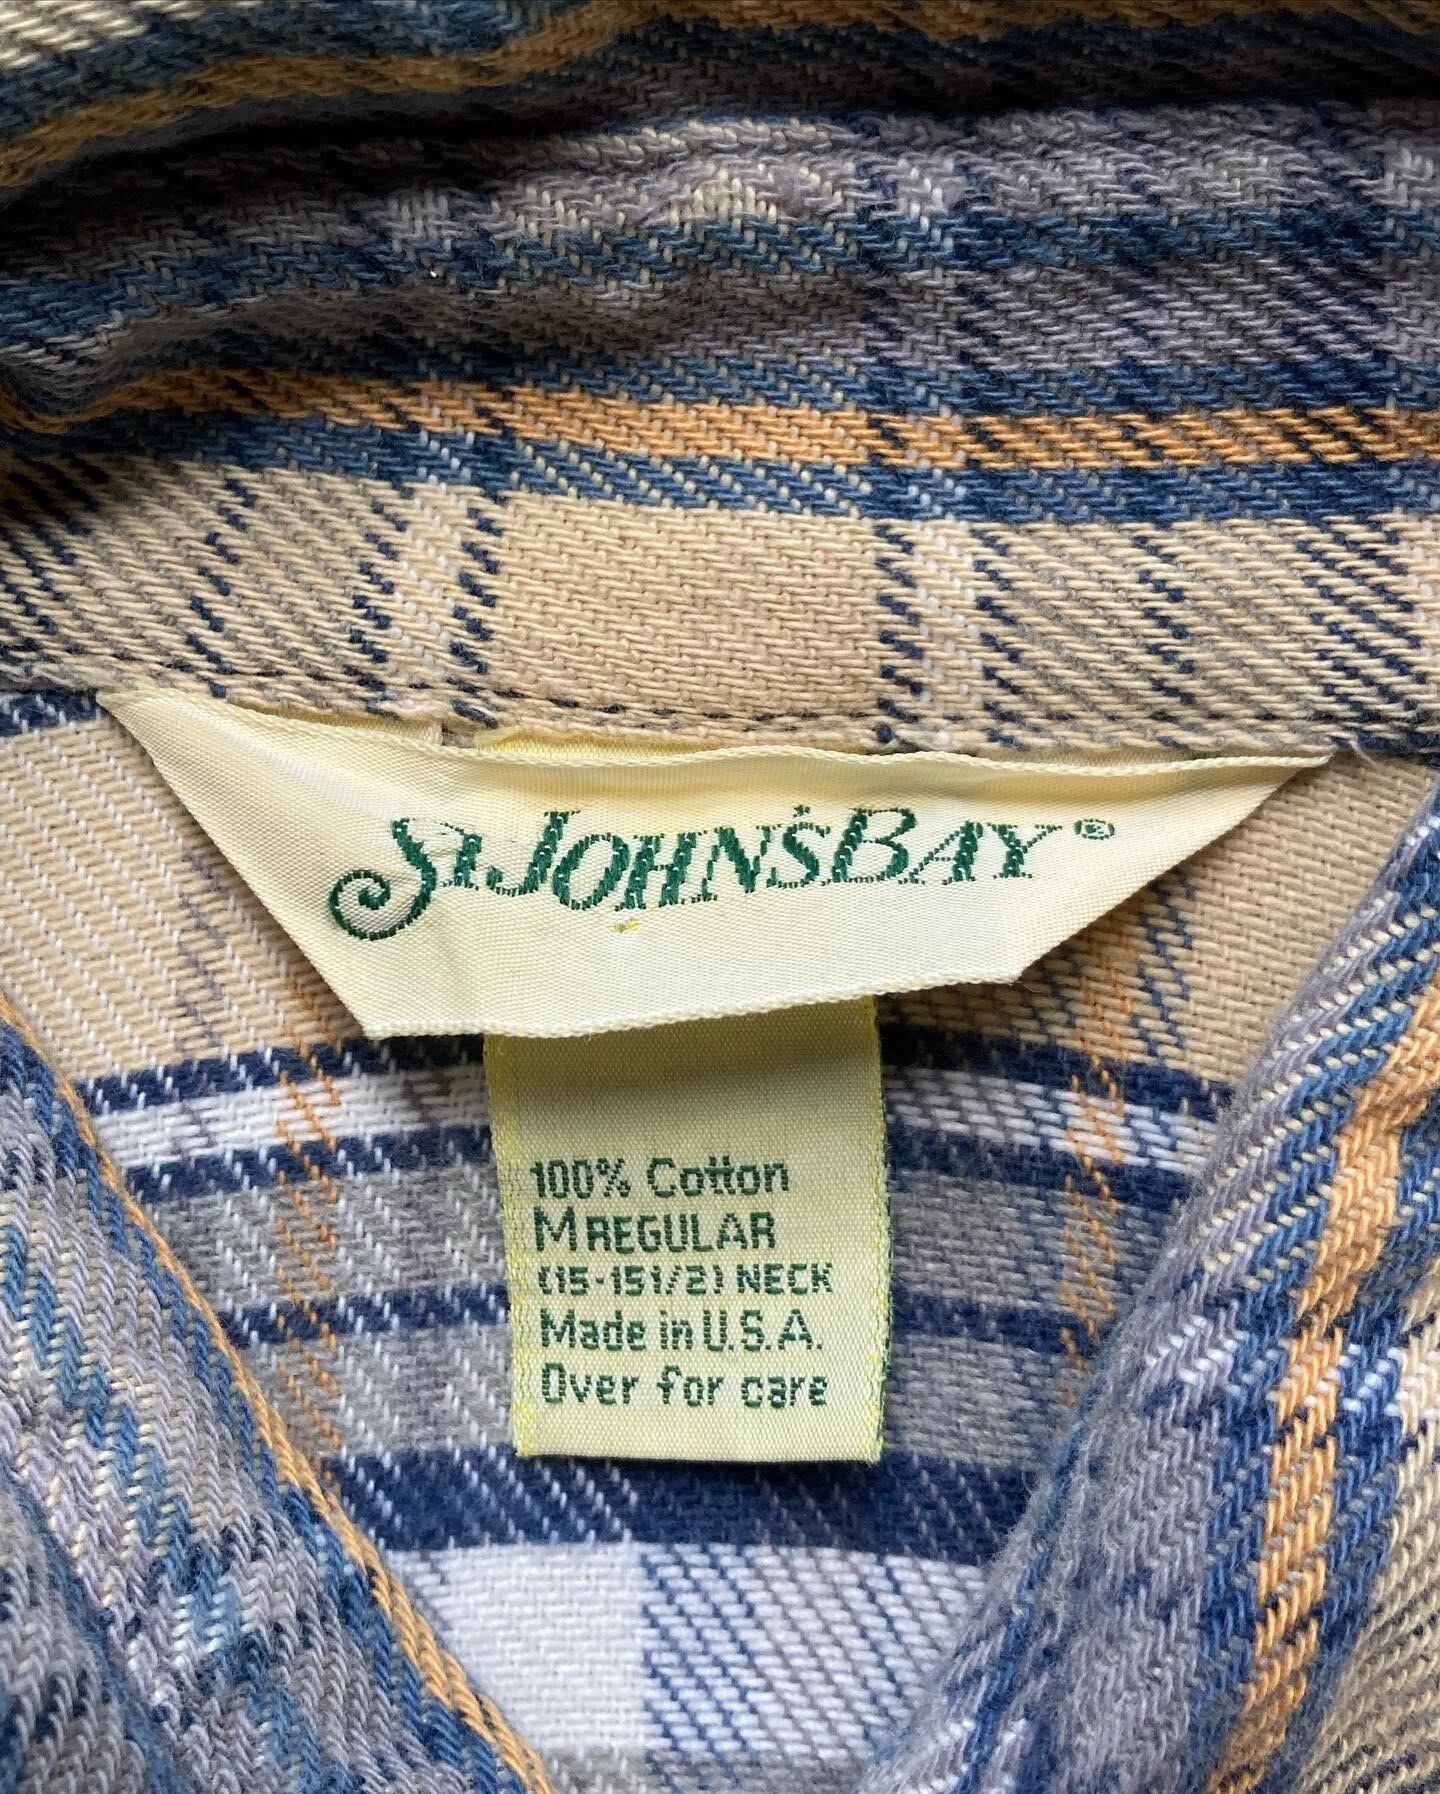 St. John's Bay®
100% Cotton
M REGULAR
(15-15 1/2) NECK
Made in U.S.A.
Over for care